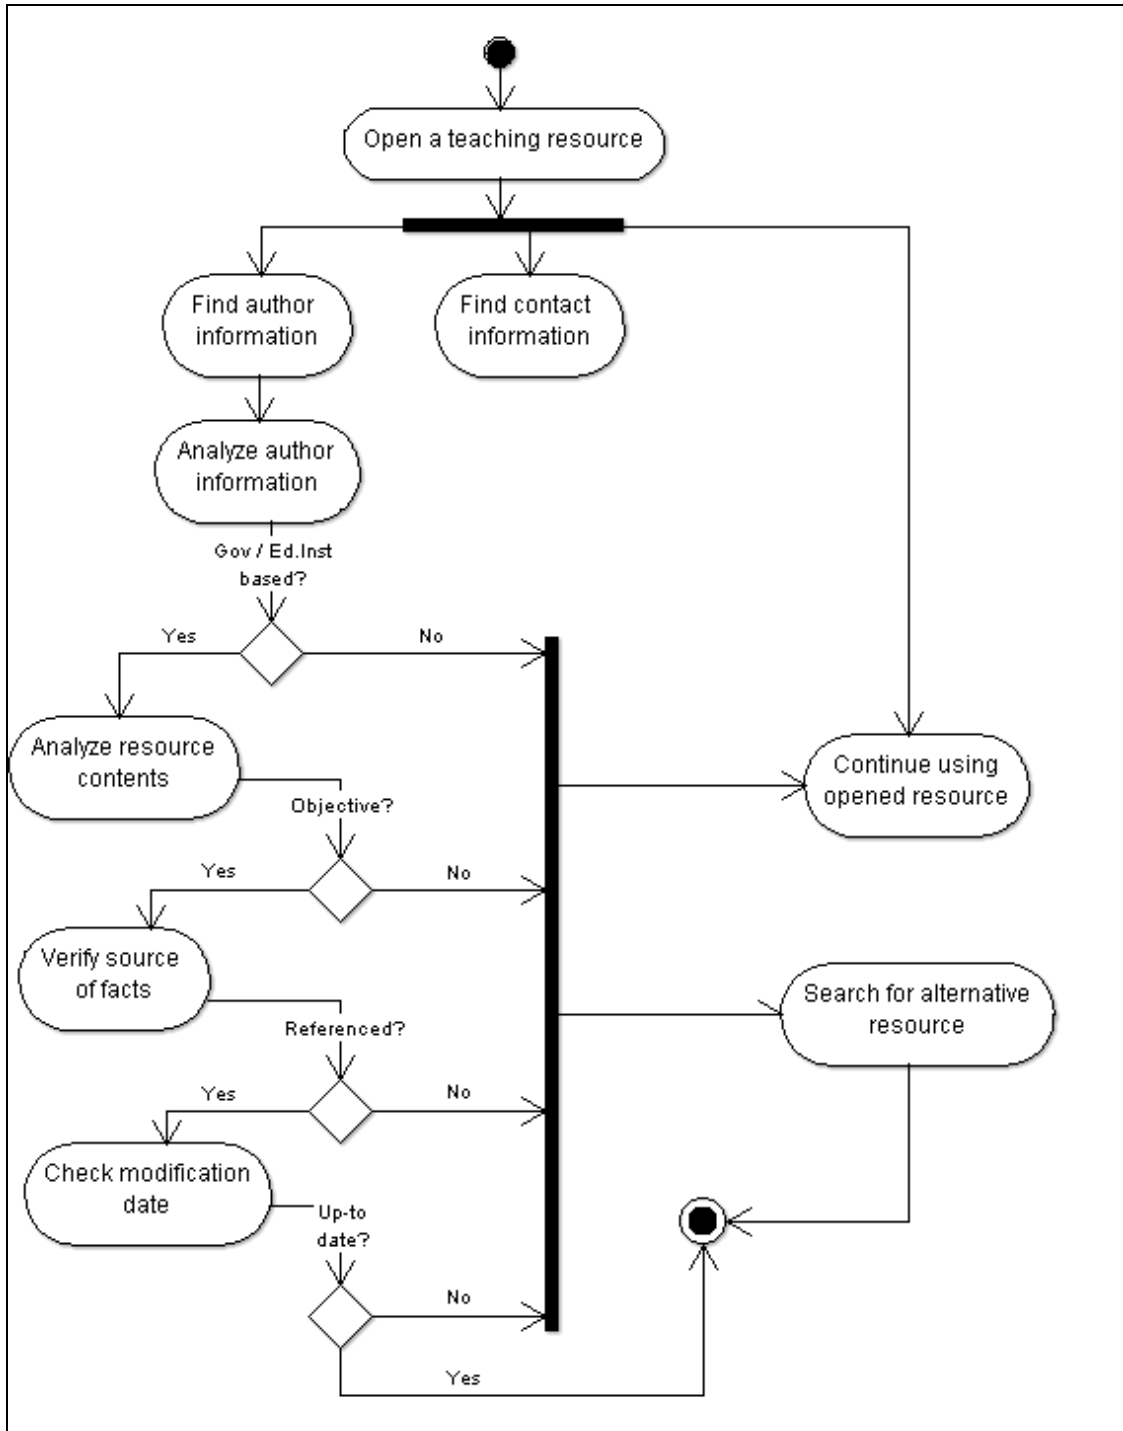 Open a teaching resource
Find author
information
Find contact
information
Analyze author
information
Gov / Ed.Inst
based?
Yes
No
Analyze resource
contents
Continue using
opened resource
Objective?
Yes
No
Verify source
of facts
Search for alternative
resource
Referenced?
Yes
No
Check modification
date
Up-to
date?
No
Yes